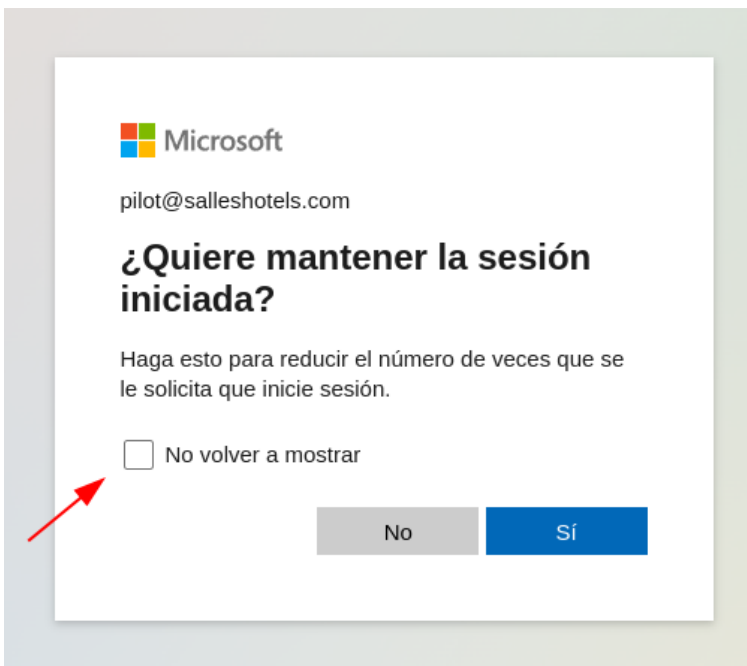 Microsoft
pilot@salleshotels.com
¿Quiere mantener la sesión
iniciada?
Haga esto para reducir el número de veces que se
le solicita que inicie sesión.
No volver a mostrar
No
Sí